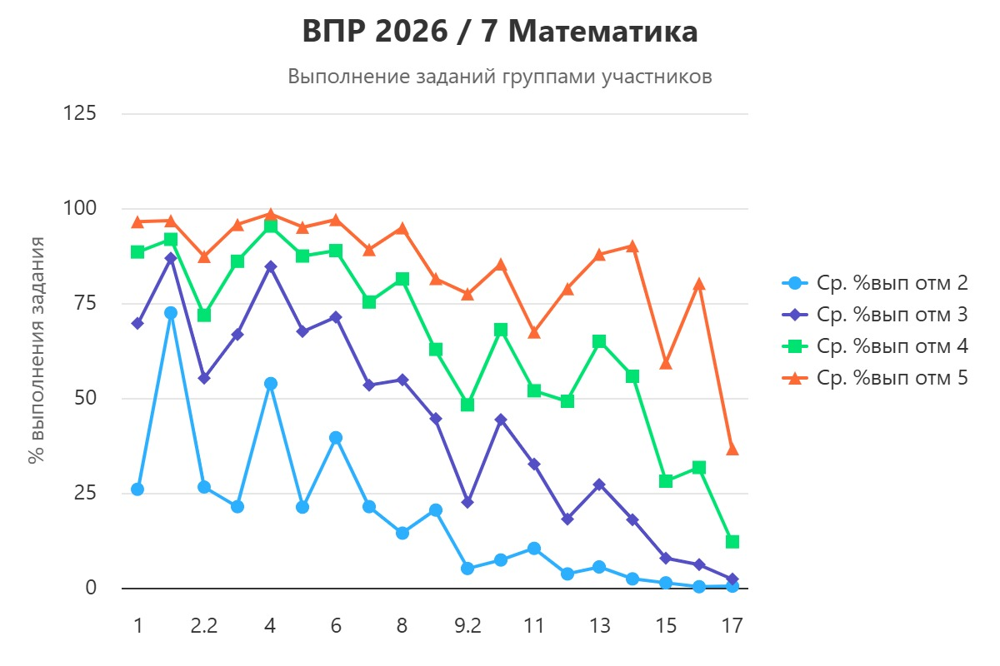 ВПР 2026 / 7 Математика
Выполнение заданий группами участников
% выполнения задания
125
100
75
50
25
0
1 2.2 4 6 8 9.2 11 13 15 17
Ср. %вып отм 2
Ср. %вып отм 3
Ср. %вып отм 4
Ср. %вып отм 5